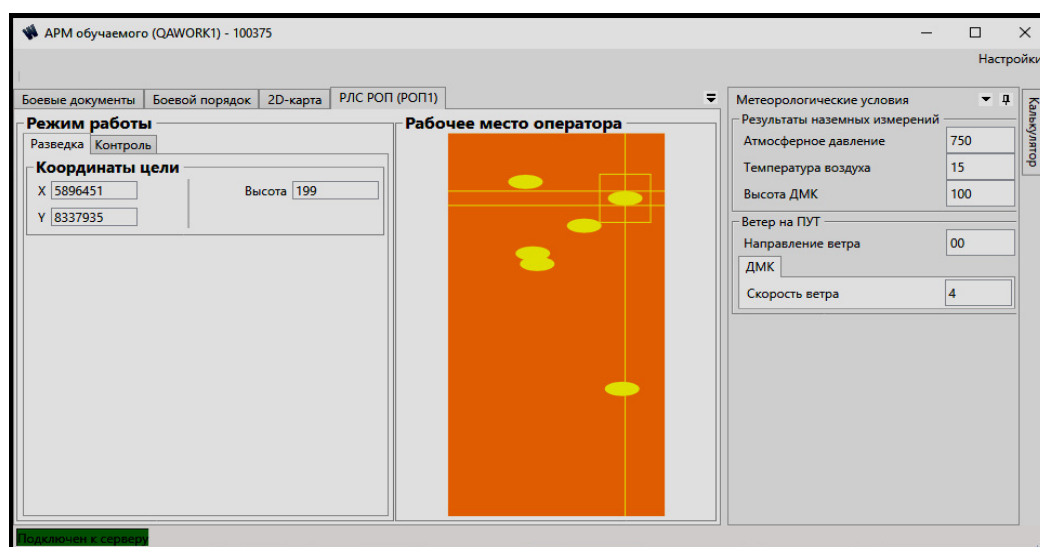 АРМ обучаемого (QAWORK1) - 100375
Настройки
Боевые документы Боевой порядок 2D-карта РЛС РОП (РОП1)
Режим работы
Разведка Контроль
Координаты цели
X 5896451 Высота 199
Y 8337935
Рабочее место оператора
Метеорологические условия
Результаты наземных измерений
Атмосферное давление 750
Температура воздуха 15
Высота ДМК 100
Ветер на ПУТ
Направление ветра 00
ДМК
Скорость ветра 4
Калькулятор
Подключен к серверу